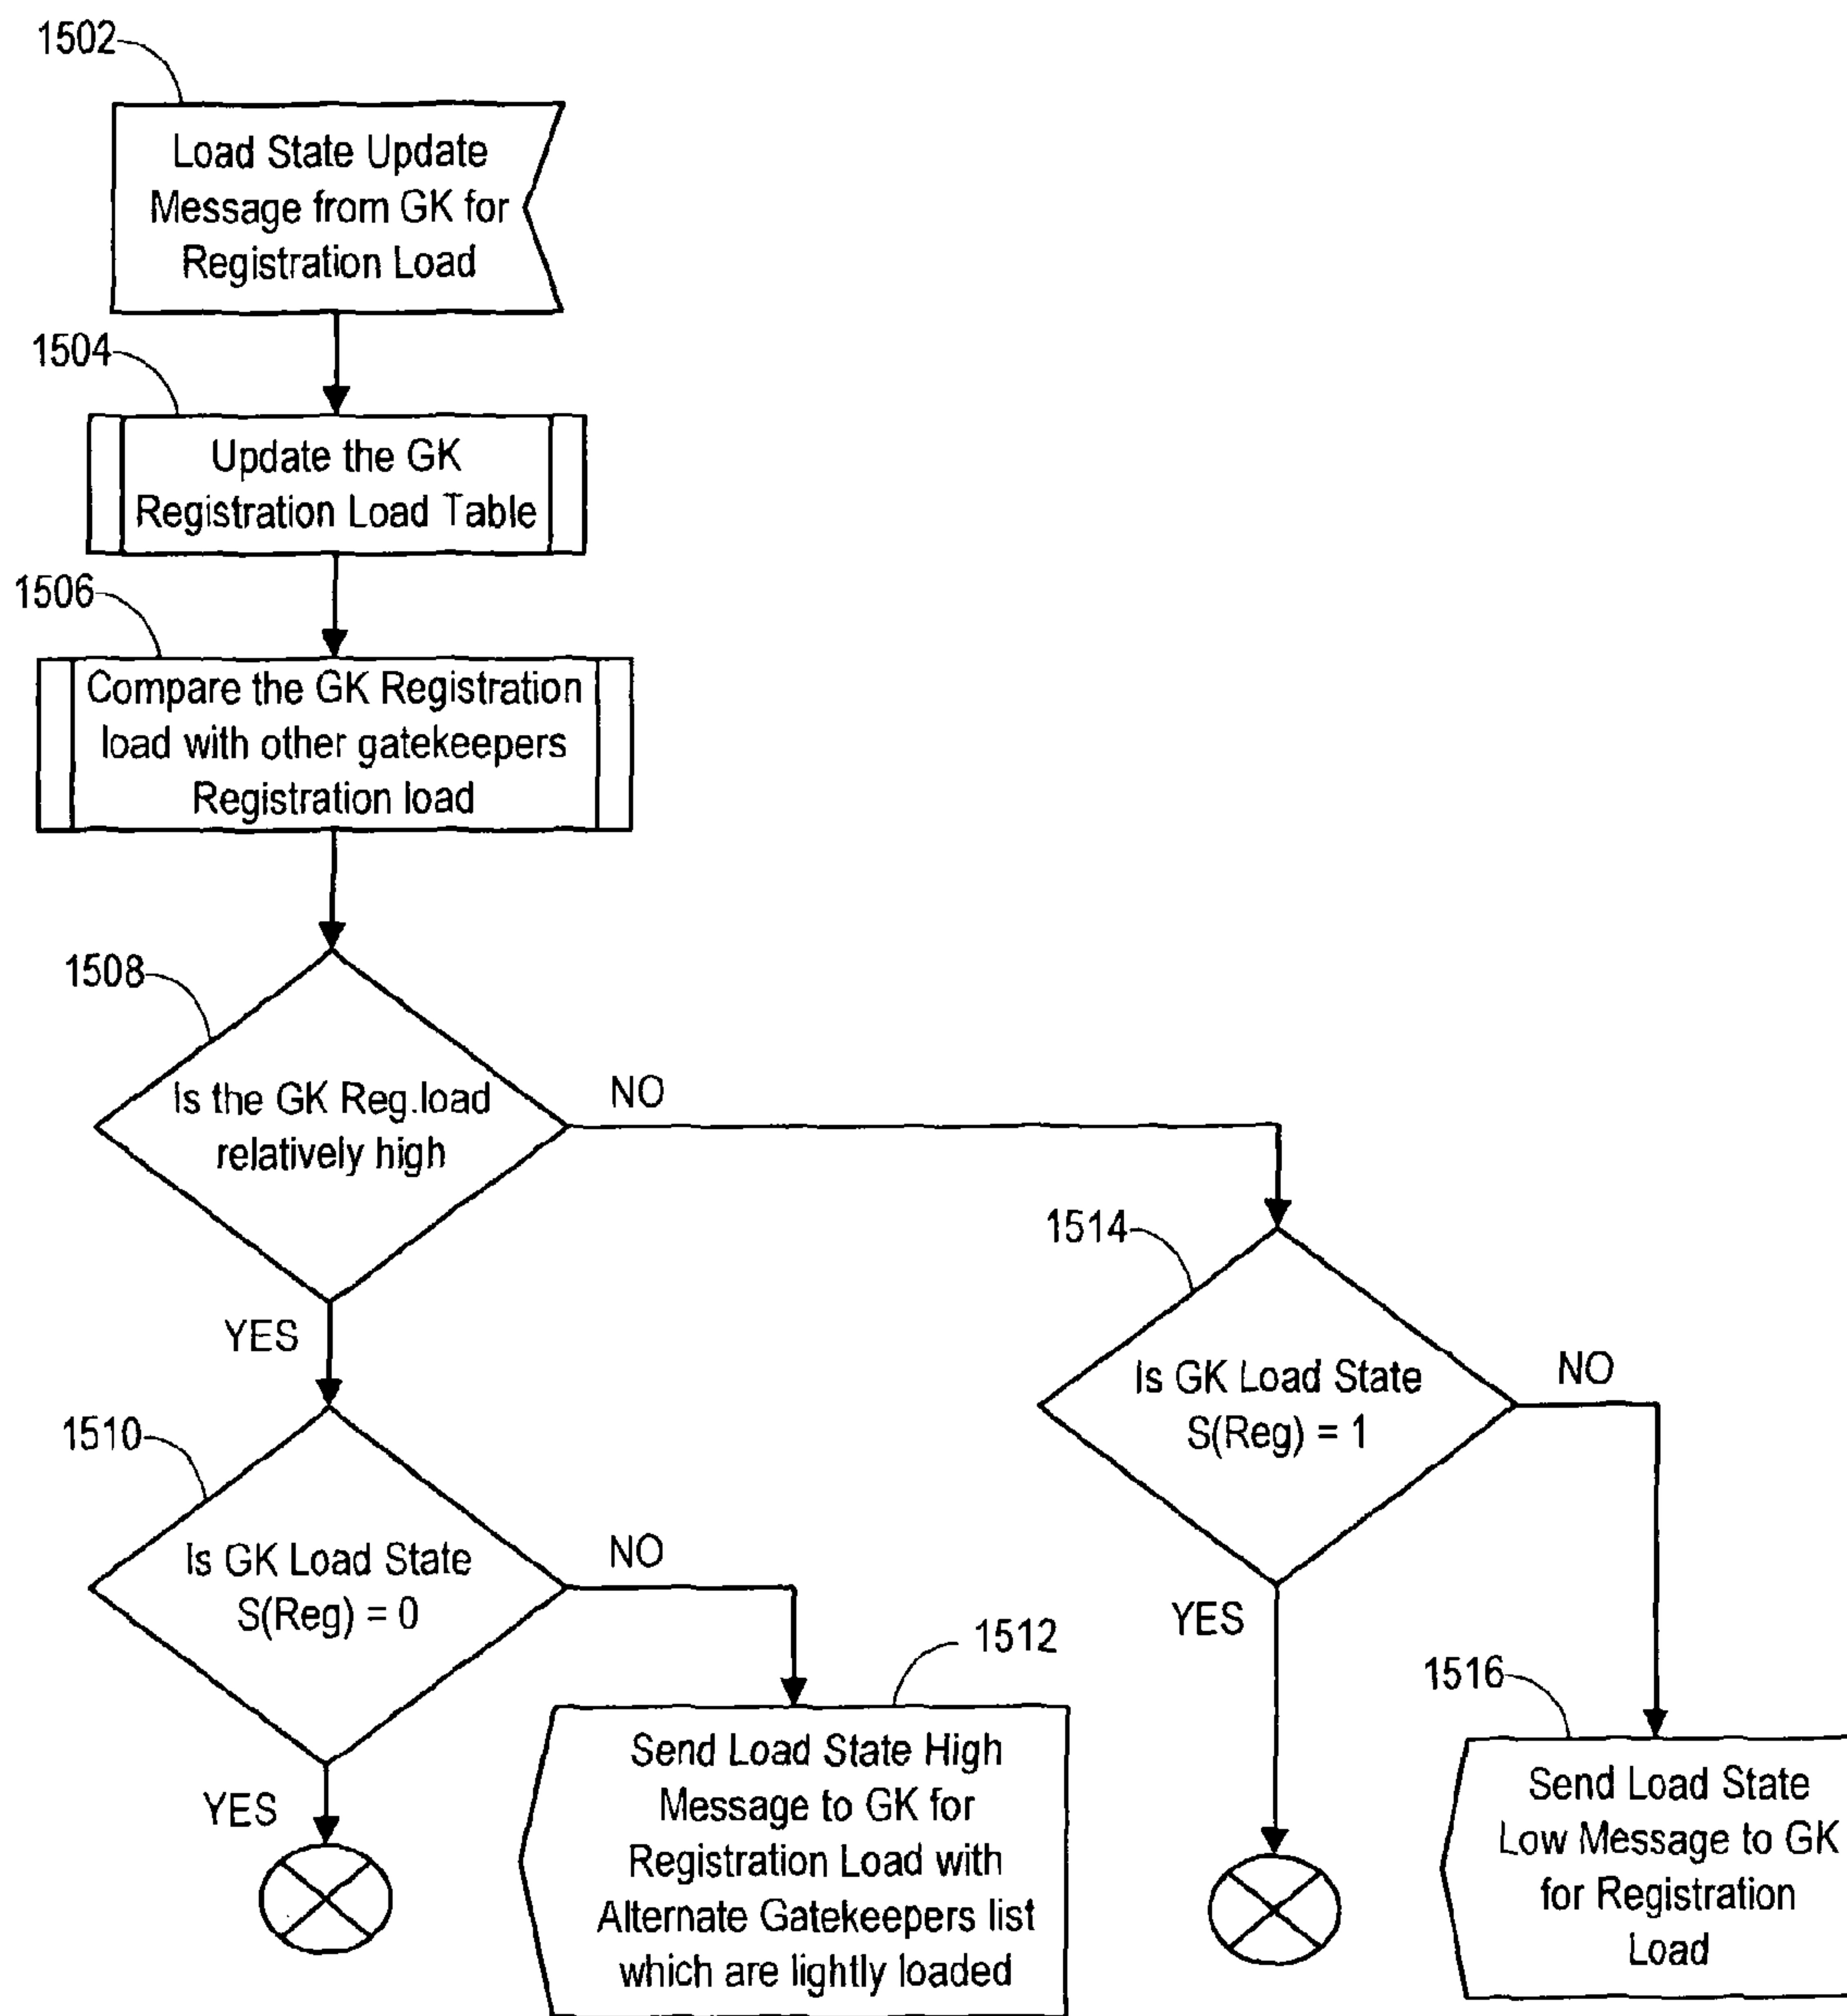 1502
Load State Update
Message from GK for
Registration Load
1504
Update the GK
Registration Load Table
1506
Compare the GK Registration
load with other gatekeepers
Registration load
1508
Is the GK Reg.load
relatively high
NO
YES
1514
Is GK Load State
S(Reg) = 1
NO
YES
1510
Is GK Load State
S(Reg) = 0
NO
YES
1512
Send Load State High
Message to GK for
Registration Load with
Alternate Gatekeepers list
which are lightly loaded
1516
Send Load State
Low Message to GK
for Registration
Load